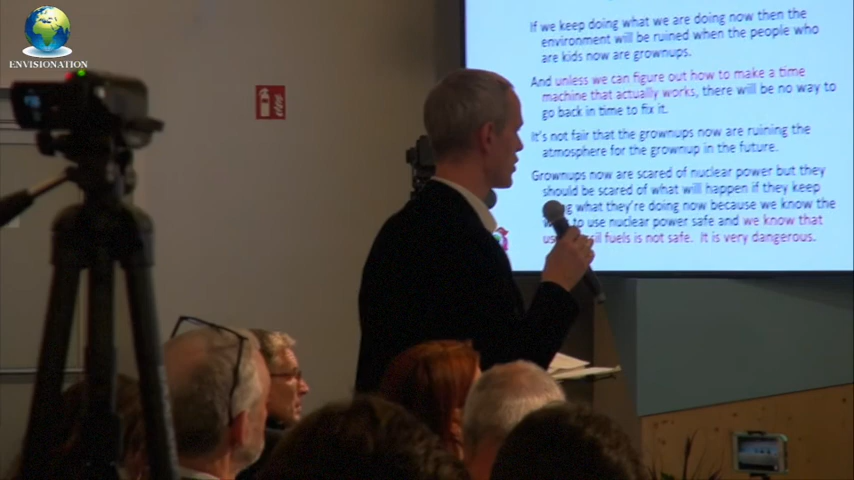 ENVISIONATION
If we keep doing what we are doing now then the
environment will be ruined when the people who
are kids now are grownups.
And unless we can figure out how to make a time
machine that actually works, there will be no way to
go back in time to fix it.
It's not fair that the grownups now are ruining the
atmosphere for the grownup in the future.
Grownups now are scared of nuclear power but they
should be scared of what will happen if they keep
what they're doing now because we know the
to use nuclear power safe and we know that
fuels is not safe. It is very dangerous.